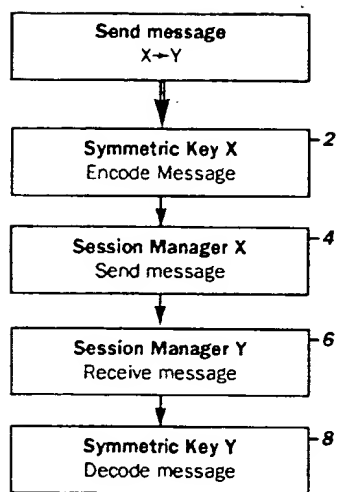 Send message
X→Y
Symmetric Key X
Encode Message
2
Session Manager X
Send message
4
Session Manager Y
Receive message
6
Symmetric Key Y
Decode message
8